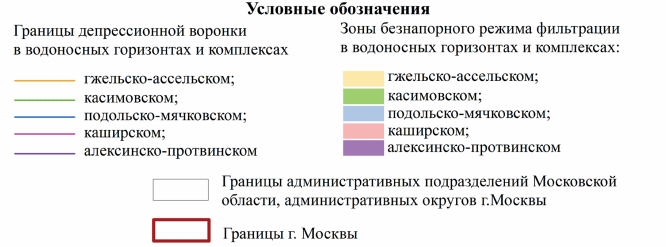 Условные обозначения
Границы депрессионной воронки
в водоносных горизонтах и комплексах
гжельско-ассельском;
касимовском;
подольско-мячковском;
каширском;
алексинско-протвинском
Зоны безнапорного режима фильтрации
в водоносных горизонтах и комплексах:
гжельско-ассельском;
касимовском;
подольско-мячковском;
каширском;
алексинско-протвинском
Границы административных подразделений Московской
области, административных округов г.Москвы
Границы г. Москвы